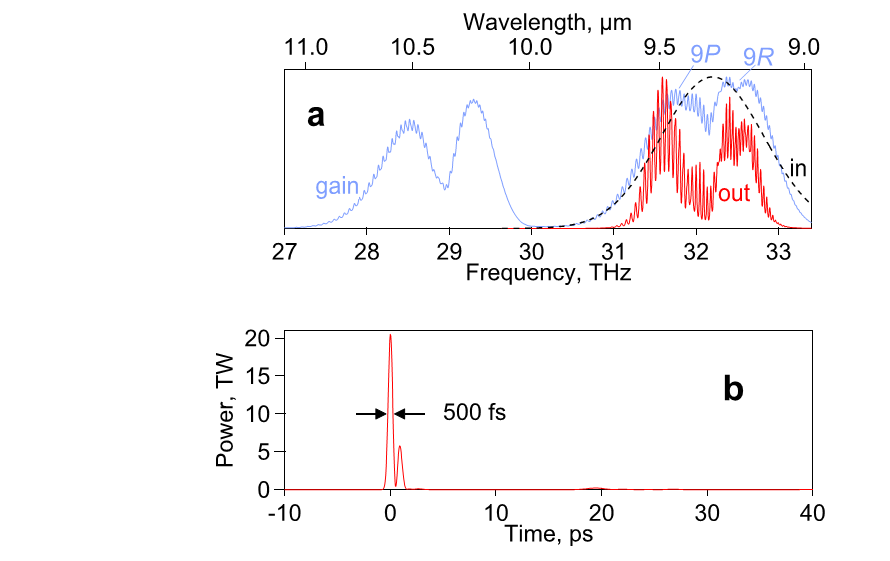 Wavelength, µm
11.0 10.5 10.0 9.5 9.0
9P 9R
a
gain
in
out
27 28 29 30 31 32 33
Frequency, THz
20
15
10
5
0
Power, TW
b
500 fs
-10 0 10 20 30 40
Time, ps